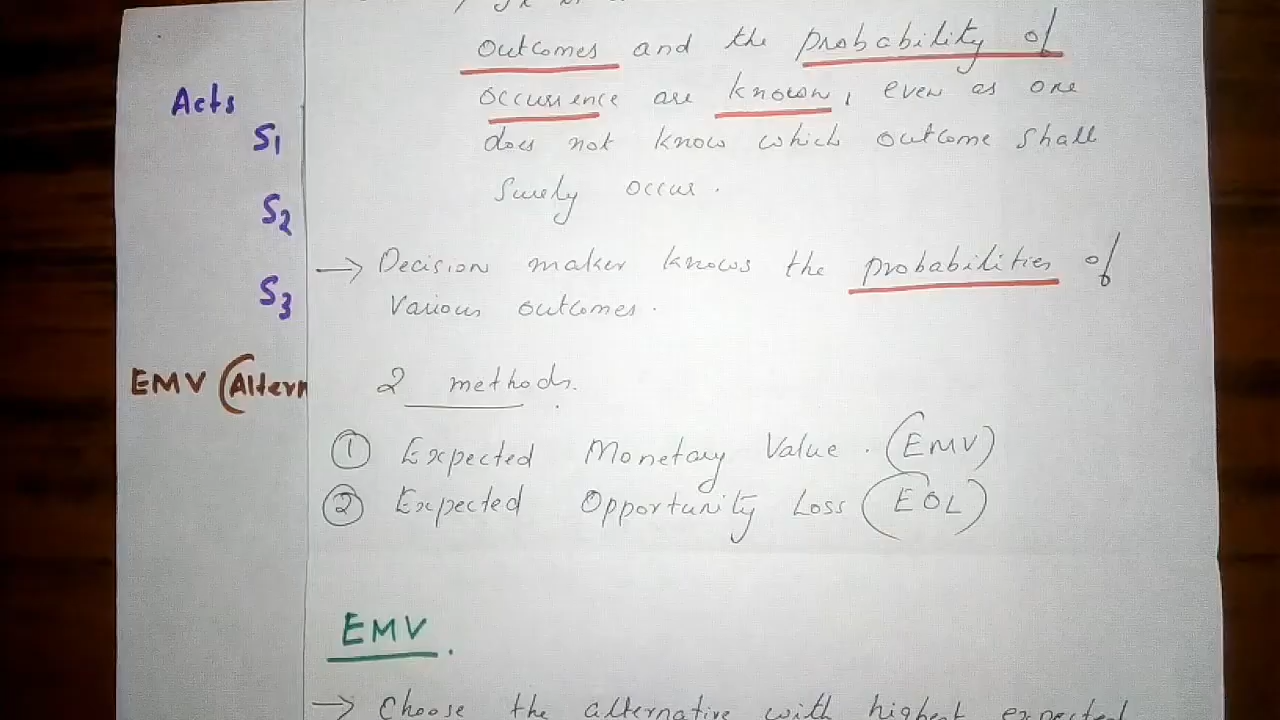 outcomes and the probability of
occurrence are known, even as one
does not know which outcome shall
surely occur.
→ Decision maker knows the probabilities of
various outcomes.
2 methods.
① Expected Monetary Value. (EMV)
② Expected Opportunity Loss (EOL)
EMV.
→ Choose the alternative with highest expected
Acts
S1
S2
S3
EMV (Altern